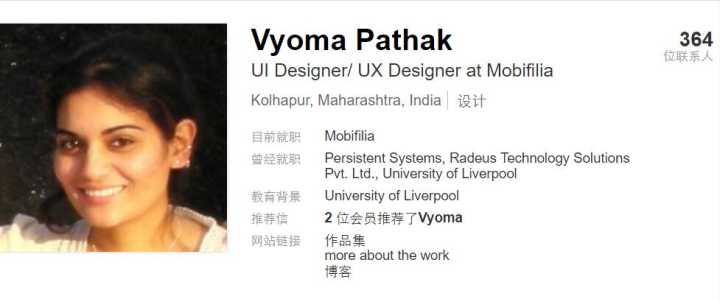 Vyoma Pathak
364
位联系人
UI Designer/ UX Designer at Mobifilia
Kolhapur, Maharashtra, India 设计
目前就职 Mobifilia
曾经就职 Persistent Systems, Radeus Technology Solutions
Pvt. Ltd., University of Liverpool
教育背景 University of Liverpool
推荐信 2 位会员推荐了Vyoma
网站链接 作品集
more about the work
博客